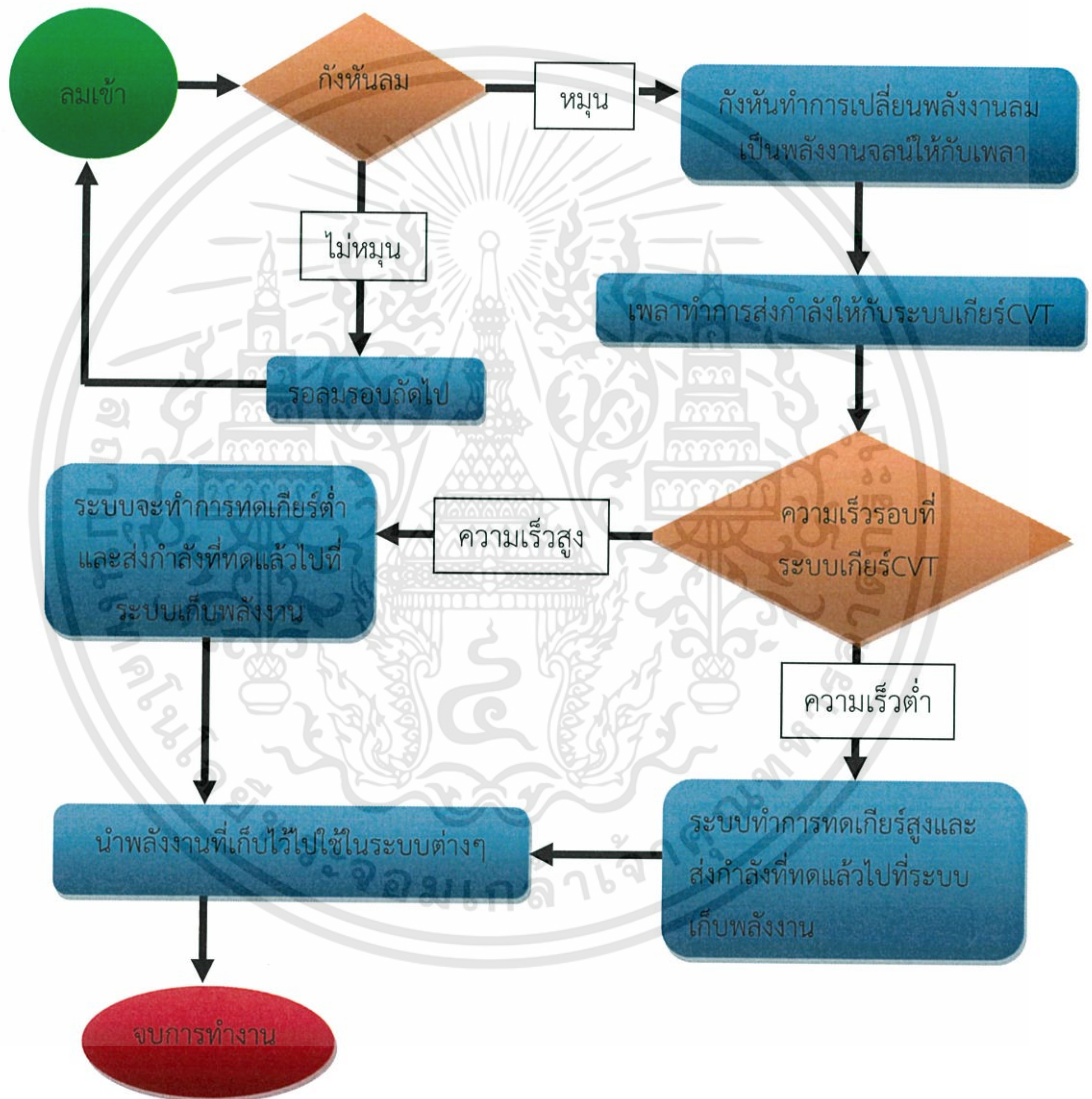 ลมเข้า
กังหันลม
หมุน
กังหันทำการเปลี่ยนพลังงานลม
เป็นพลังงานจลน์ให้กับเพลา
ไม่หมุน
เพลาทำการส่งกำลังให้กับระบบเกียร์CVT
รอลมรอบถัดไป
ระบบจะทำการทดเกียร์ต่ำ
และส่งกำลังที่ทดแล้วไปที่
ระบบเก็บพลังงาน
ความเร็วสูง
ความเร็วรอบที่
ระบบเกียร์CVT
ความเร็วต่ำ
นำพลังงานที่เก็บไว้ไปใช้ในระบบต่างๆ
ระบบทำการทดเกียร์สูงและ
ส่งกำลังที่ทดแล้วไปที่ระบบ
เก็บพลังงาน
จบการทำงาน